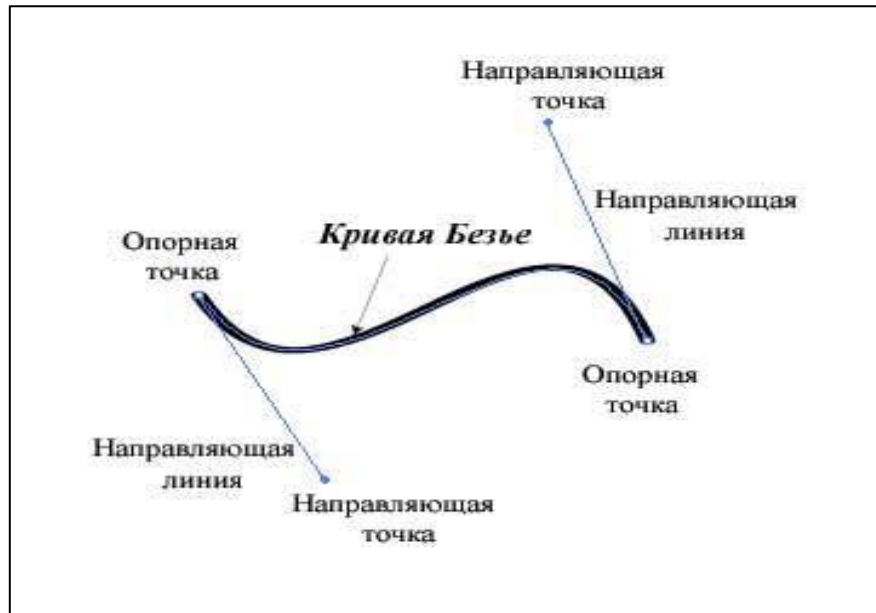 Направляющая
точка
Направляющая
линия
Кривая Безье
Опорная
точка
Опорная
точка
Направляющая
линия
Направляющая
точка